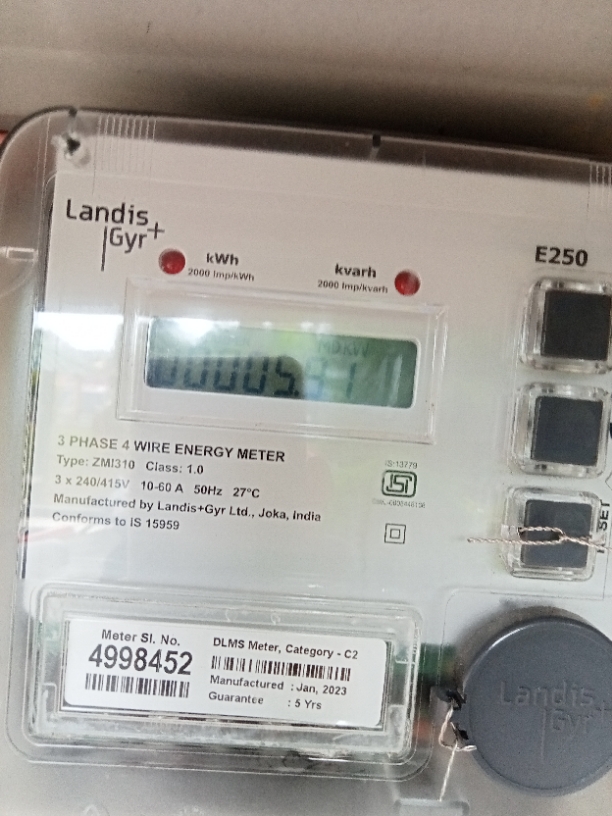 Landis
Gyr+
kWh
2000 Imp/kWh
kvarh
2000 Imp/kvarh
E250
3 PHASE 4 WIRE ENERGY METER
Type: ZMI310 Class: 1.0
3 x 240/415V 10-60 A 50Hz 27°C
Manufactured by Landis+Gyr Ltd., Joka, India
Conforms to IS 15959
IS:13779
ISI
Meter Sl. No.
4998452
DLMS Meter, Category - C2
Manufactured : Jan, 2023
Guarantee : 5 Yrs
Landis
Gyr+